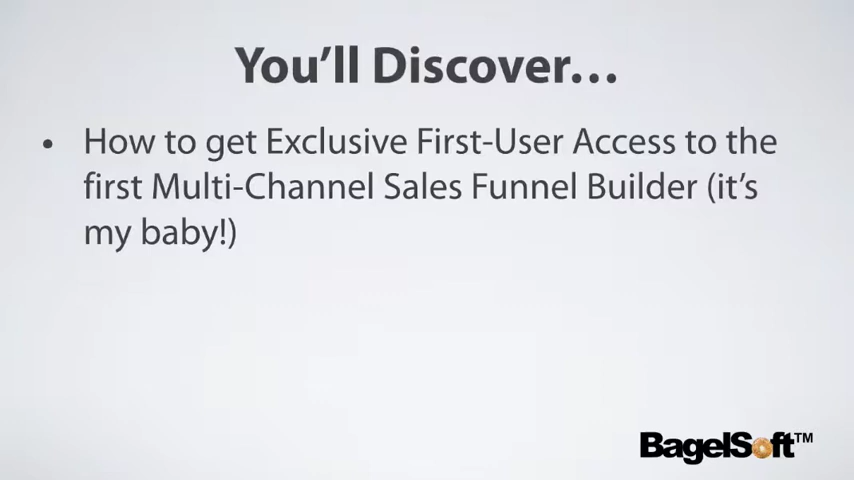 You’ll Discover…
• How to get Exclusive First-User Access to the
first Multi-Channel Sales Funnel Builder (it’s
my baby!)
BagelSoft™